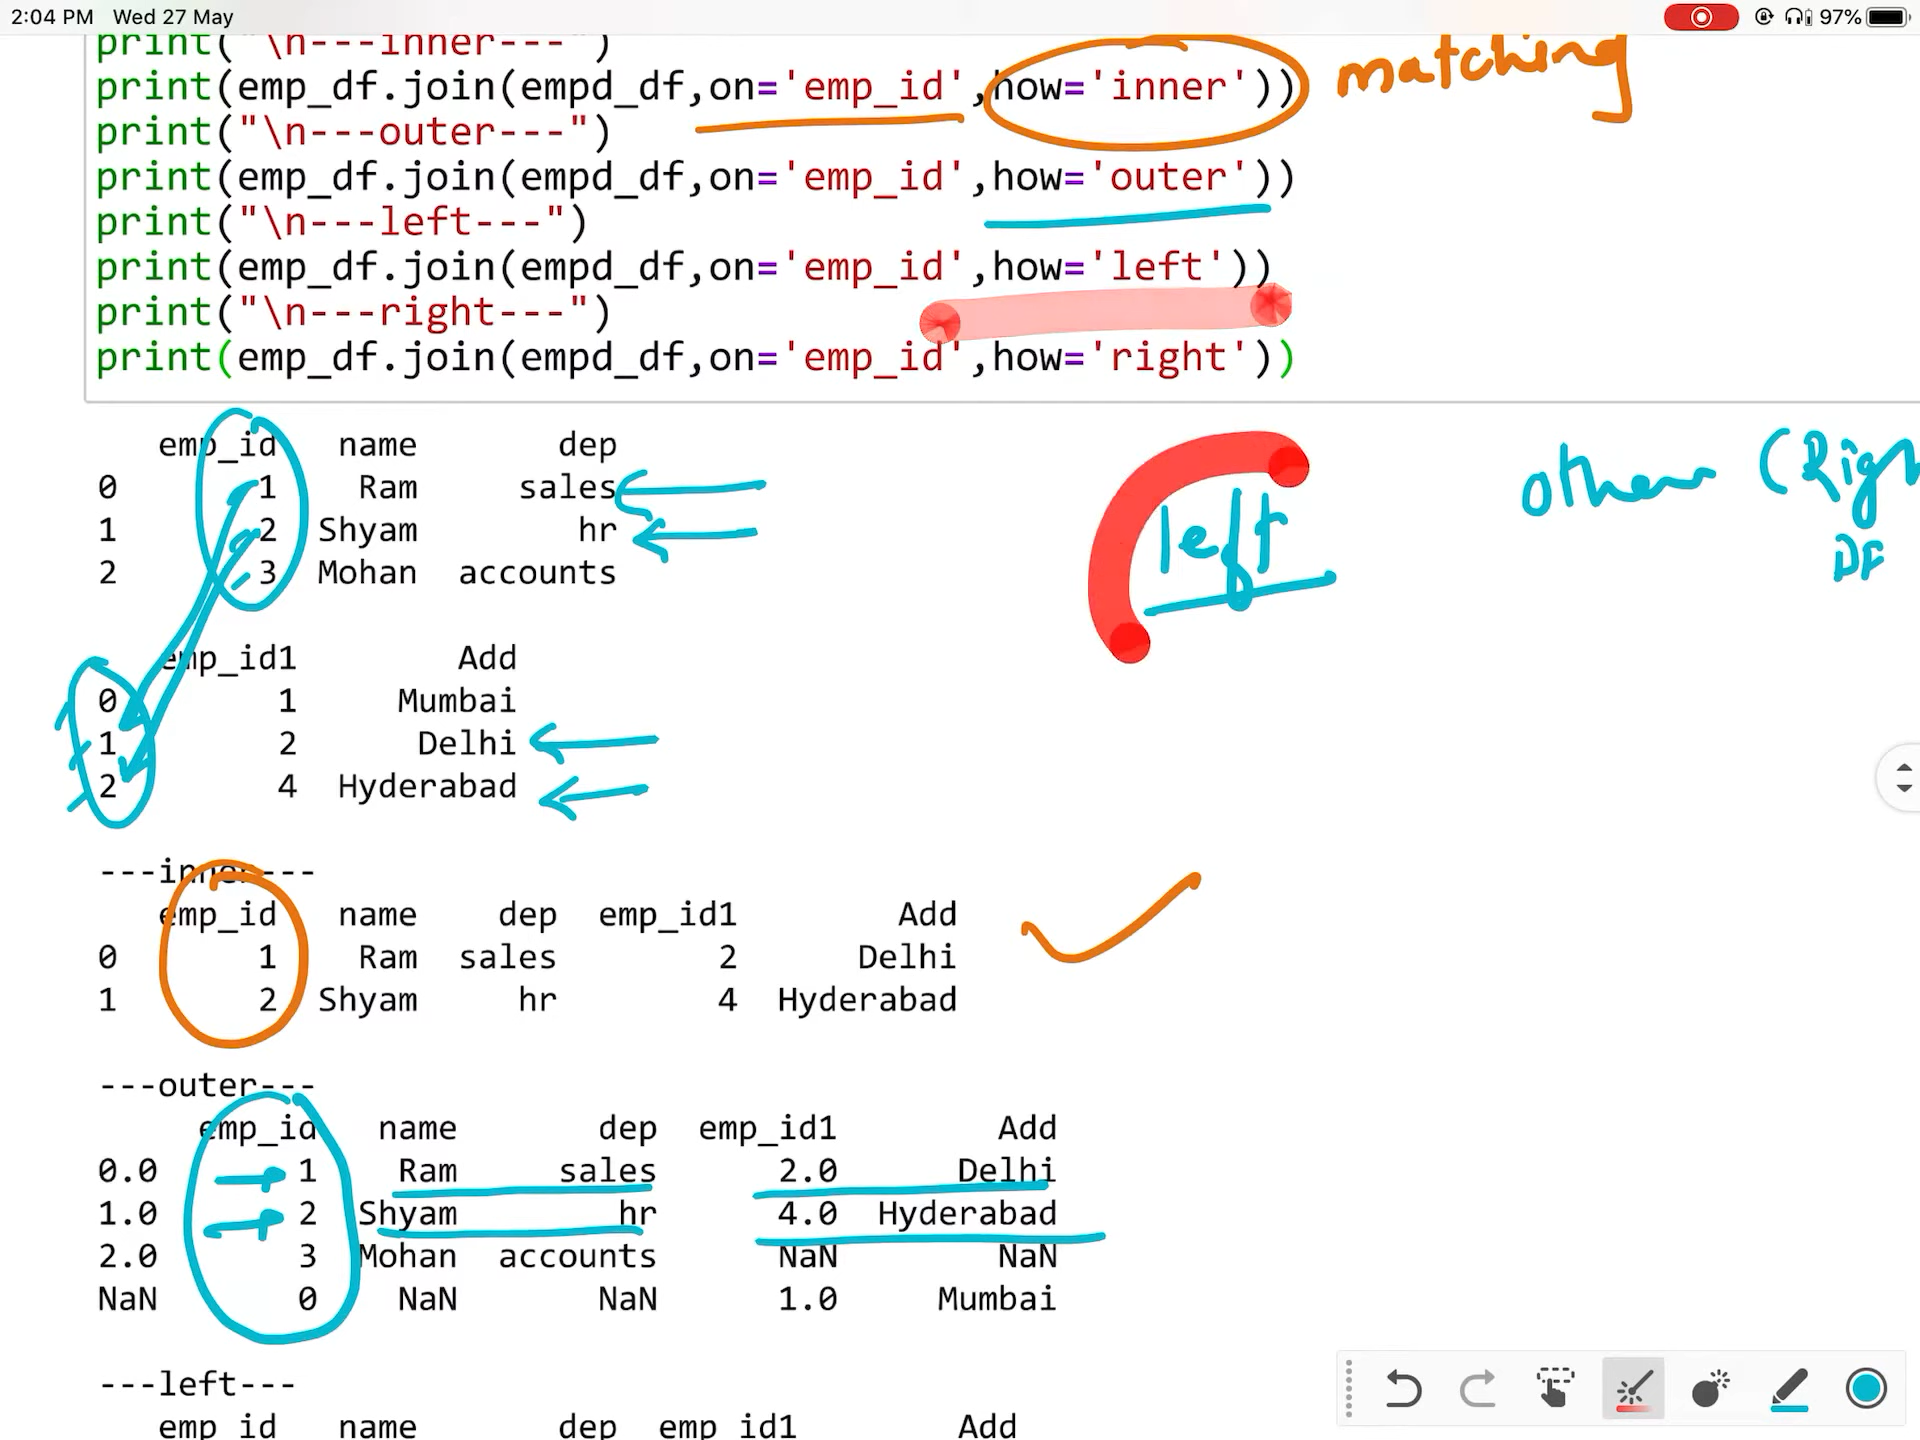 2:04 PM Wed 27 May 97%
print("\n---inner---")
print(emp_df.join(empd_df,on='emp_id',how='inner')) matching
print("\n---outer---")
print(emp_df.join(empd_df,on='emp_id',how='outer'))
print("\n---left---")
print(emp_df.join(empd_df,on='emp_id',how='left'))
print("\n---right---")
print(emp_df.join(empd_df,on='emp_id',how='right'))
emp_id name dep
0 1 Ram sales
1 2 Shyam hr
2 3 Mohan accounts
left
other (Righ
DF
emp_id1 Add
0 1 Mumbai
1 2 Delhi
2 4 Hyderabad
---inner---
emp_id name dep emp_id1 Add
0 1 Ram sales 2 Delhi
1 2 Shyam hr 4 Hyderabad
---outer---
emp_id name dep emp_id1 Add
0.0 1 Ram sales 2.0 Delhi
1.0 2 Shyam hr 4.0 Hyderabad
2.0 3 Mohan accounts NaN NaN
NaN 0 NaN NaN 1.0 Mumbai
---left---
emp_id name dep emp_id1 Add